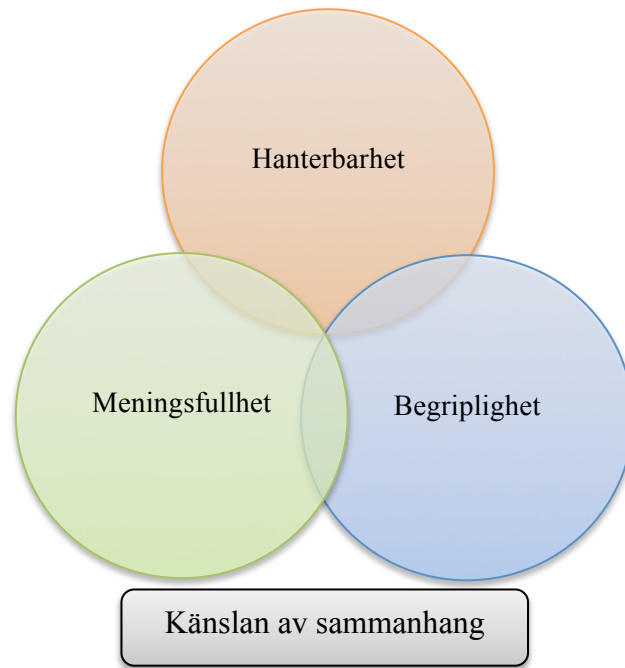 Hanterbarhet
Meningsfullhet
Begriplighet
Känslan av sammanhang